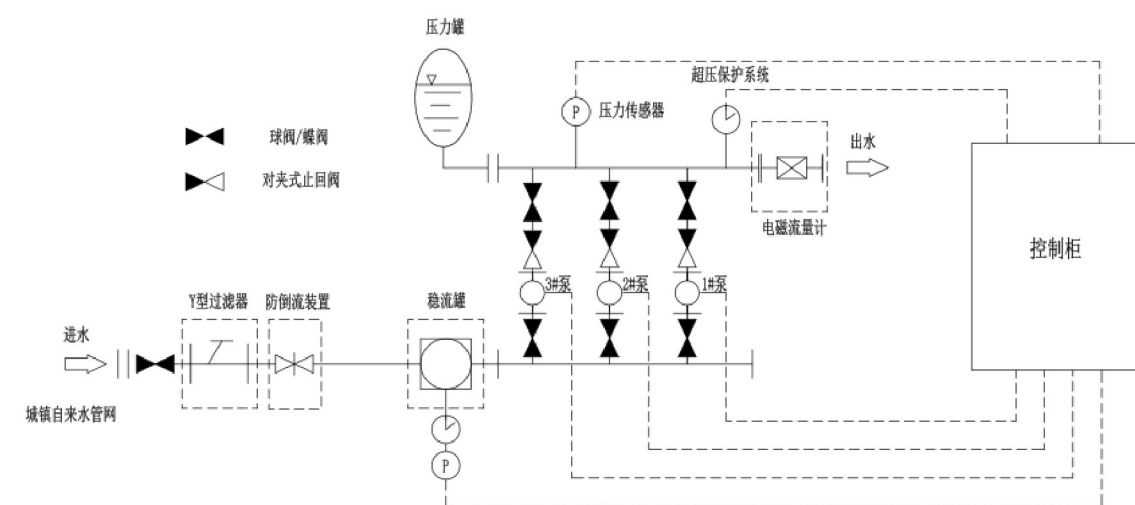 压力罐
超压保护系统
P
压力传感器
球阀/蝶阀
出水
对夹式止回阀
电磁流量计
控制柜
3#泵
2#泵
1#泵
Y型过滤器
防倒流装置
稳流罐
进水
城镇自来水管网
P